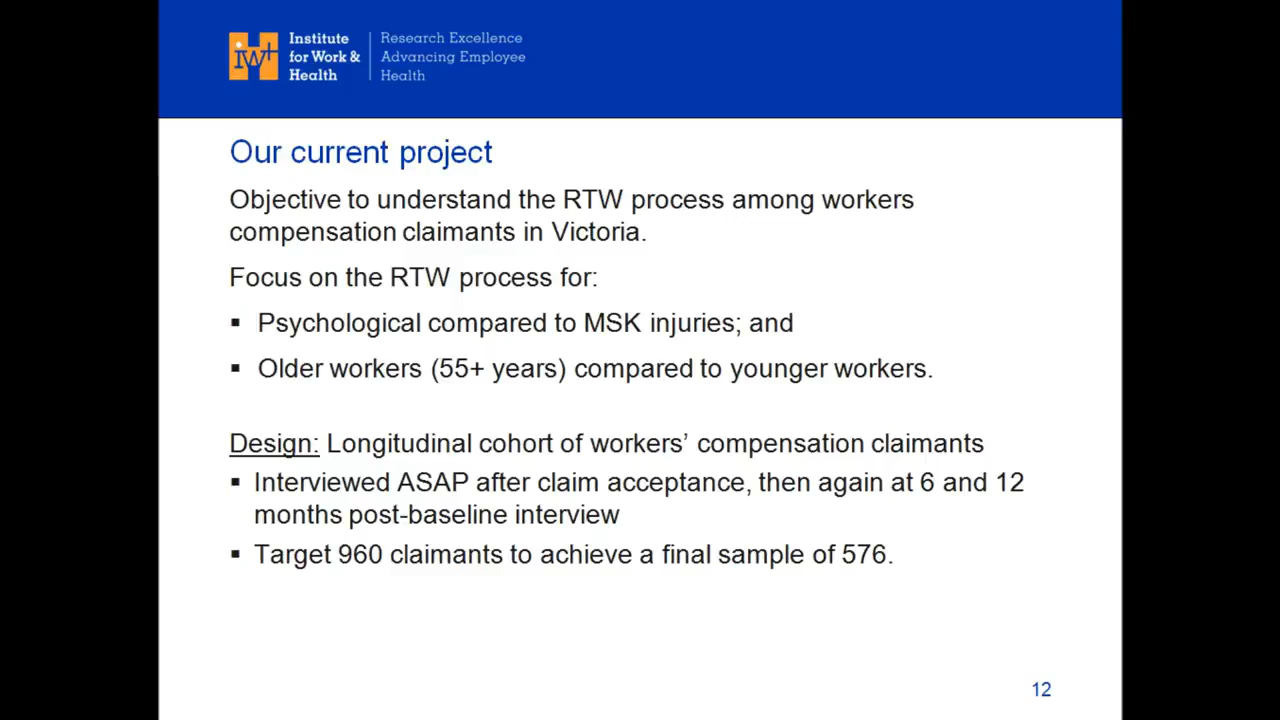 iwh
Institute
for Work &
Health
Research Excellence
Advancing Employee
Health
Our current project
Objective to understand the RTW process among workers
compensation claimants in Victoria.
Focus on the RTW process for:
▪ Psychological compared to MSK injuries; and
▪ Older workers (55+ years) compared to younger workers.
Design: Longitudinal cohort of workers’ compensation claimants
▪ Interviewed ASAP after claim acceptance, then again at 6 and 12
months post-baseline interview
▪ Target 960 claimants to achieve a final sample of 576.
12